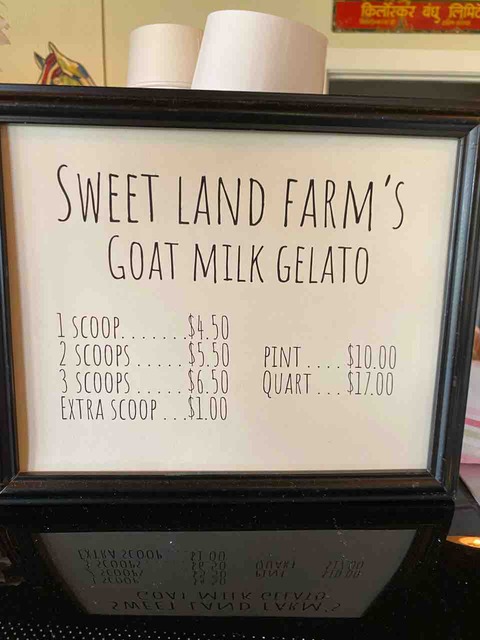 किर्लोस्कर बंधु लिमि
SWEET LAND FARM'S
GOAT MILK GELATO
1 SCOOP.......$4.50
2 SCOOPS......$5.50
3 SCOOPS......$6.50
EXTRA SCOOP...$1.00
PINT....$10.00
QUART...$17.00